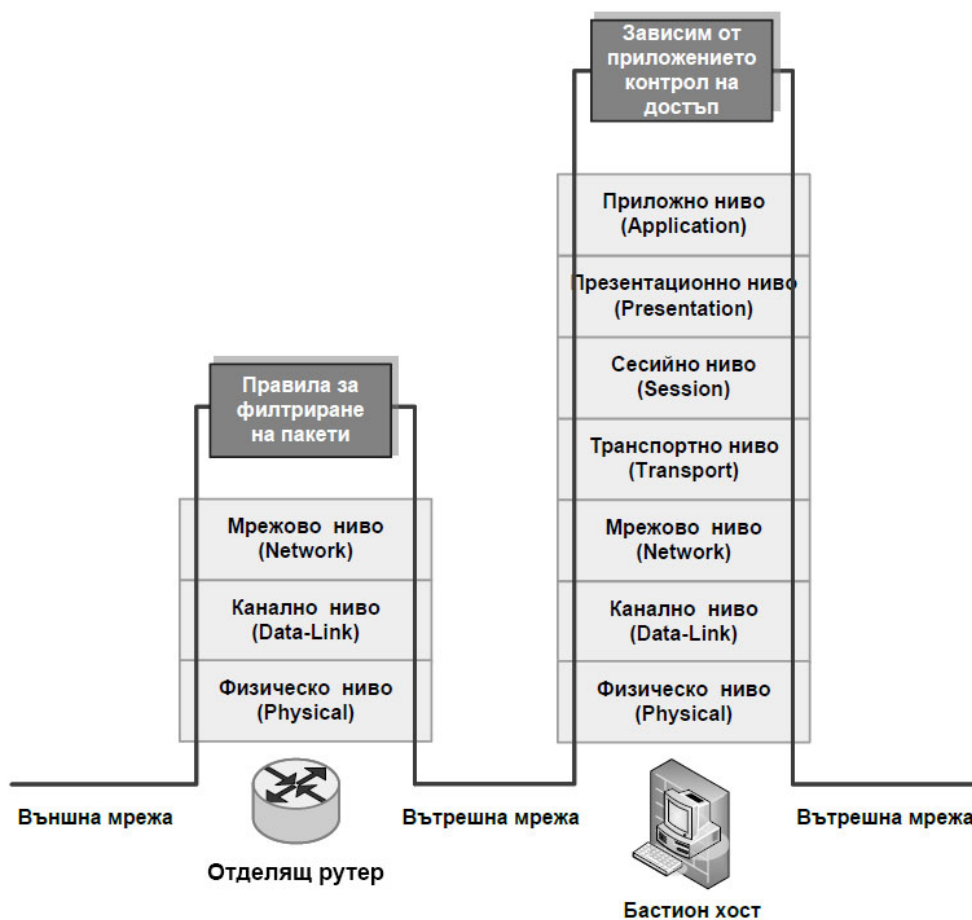 Зависим от
приложението
контрол на
достъп
Приложно ниво
(Application)
Презентационно ниво
(Presentation)
Сесийно ниво
(Session)
Транспортно ниво
(Transport)
Мрежово ниво
(Network)
Канално ниво
(Data-Link)
Физическо ниво
(Physical)
Правила за
филтриране
на пакети
Мрежово ниво
(Network)
Канално ниво
(Data-Link)
Физическо ниво
(Physical)
Външна мрежа
Вътрешна мрежа
Вътрешна мрежа
Отделящ рутер
Бастион хост